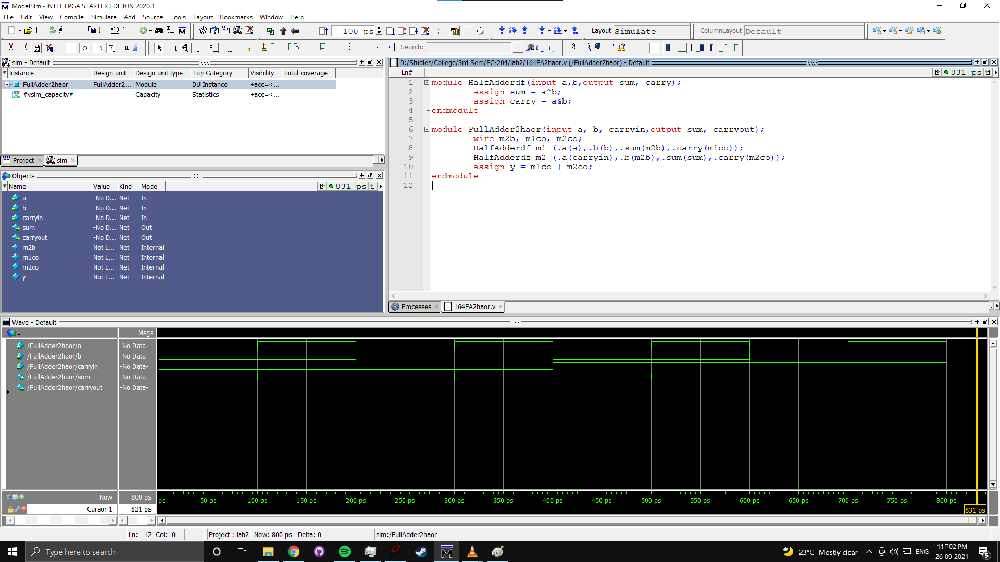 ModelSim - INTEL FPGA STARTER EDITION 2020.1
File Edit View Compile Simulate Add Source Tools Layout Bookmarks Window Help
100 ps
Layout Simulate
ColumnLayout Default
Search:
sim - Default
Instance Design unit Design unit type Top Category Visibility Total coverage
FullAdder2haor FullAdder2... Module DU Instance +acc=<...
#vsim_capacity# Capacity Statistics +acc=<...
Project sim
Objects
Name Value Kind Mode 831 ps
a -No D... Net In
b -No D... Net In
carryin -No D... Net In
sum -No D... Net Out
carryout -No D... Net Out
m2b Not L... Net Internal
m1co Not L... Net Internal
m2co Not L... Net Internal
y Not L... Net Internal
D:/Studies/College/3rd Sem/EC-204/lab2/164FA2haor.v (/FullAdder2haor) - Default
Ln# 831 ps
1 module HalfAdderdf(input a,b,output sum, carry);
2 assign sum = a^b;
3 assign carry = a&b;
4 endmodule
5
6 module FullAdder2haor(input a, b, carryin,output sum, carryout);
7 wire m2b, m1co, m2co;
8 HalfAdderdf m1 (.a(a),.b(b),.sum(m2b),.carry(m1co));
9 HalfAdderdf m2 (.a(carryin),.b(m2b),.sum(sum),.carry(m2co));
10 assign y = m1co | m2co;
11 endmodule
12
Processes 164FA2haor.v
Wave - Default
Msgs
/FullAdder2haor/a -No Data-
/FullAdder2haor/b -No Data-
/FullAdder2haor/carryin -No Data-
/FullAdder2haor/sum -No Data-
/FullAdder2haor/carryout -No Data-
Now 800 ps
ps 50 ps 100 ps 150 ps 200 ps 250 ps 300 ps 350 ps 400 ps 450 ps 500 ps 550 ps 600 ps 650 ps 700 ps 750 ps 800 ps
Cursor 1 831 ps
831 ps
Ln: 12 Col: 0 Project : lab2 Now: 800 ps Delta: 0 sim:/FullAdder2haor
Type here to search
23°C Mostly clear ENG
11▯02 PM
26-09-2021
5